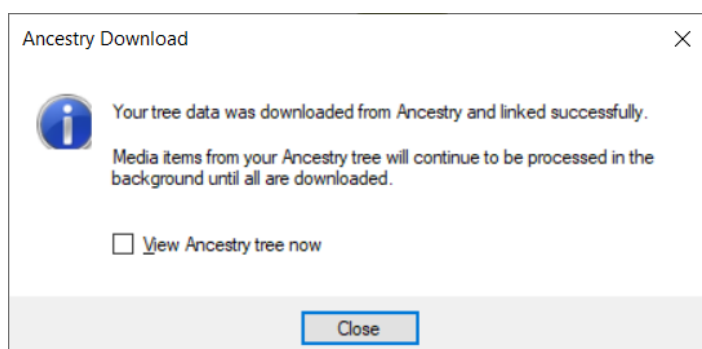 Ancestry Download
Your tree data was downloaded from Ancestry and linked successfully.
Media items from your Ancestry tree will continue to be processed in the
background until all are downloaded.
View Ancestry tree now
Close